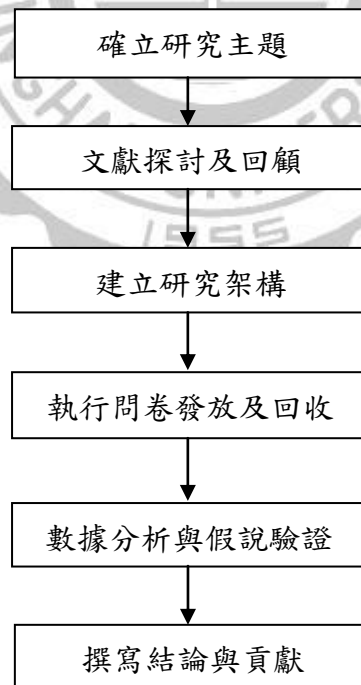 確立研究主題
文獻探討及回顧
1955
建立研究架構
執行問卷發放及回收
數據分析與假說驗證
撰寫結論與貢獻